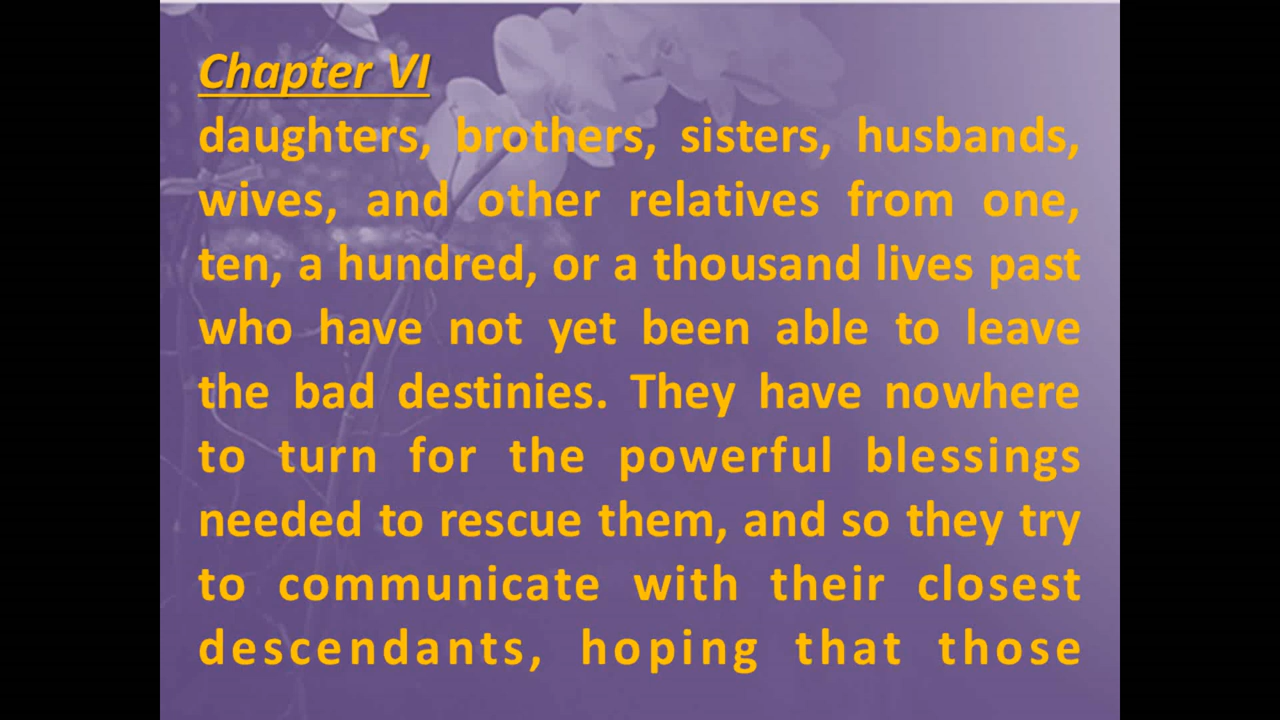 Chapter VI
daughters, brothers, sisters, husbands,
wives, and other relatives from one,
ten, a hundred, or a thousand lives past
who have not yet been able to leave
the bad destinies. They have nowhere
to turn for the powerful blessings
needed to rescue them, and so they try
to communicate with their closest
descendants, hoping that those